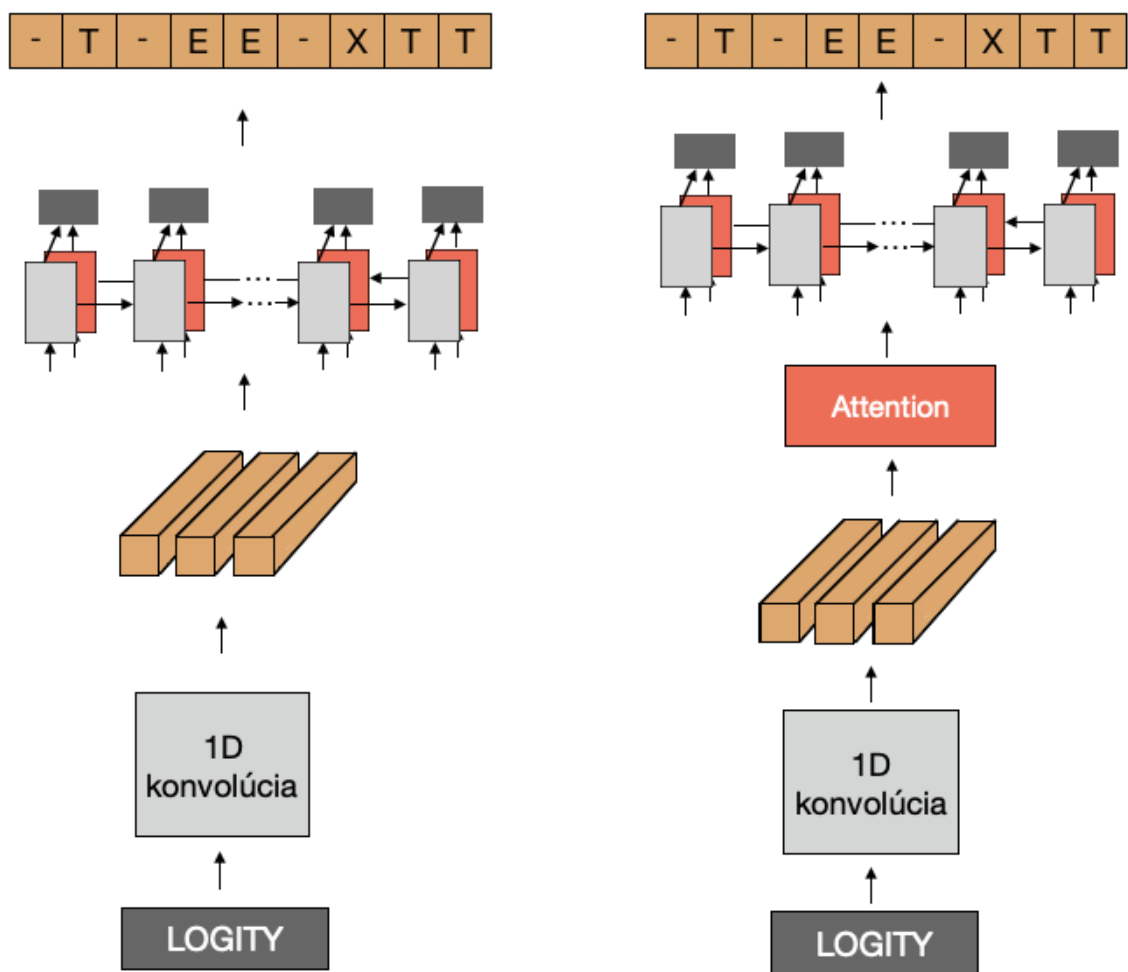 - T - E E - X T T
- T - E E - X T T
...
...
...
...
Attention
1D
konvolúcia
1D
konvolúcia
LOGITY
LOGITY